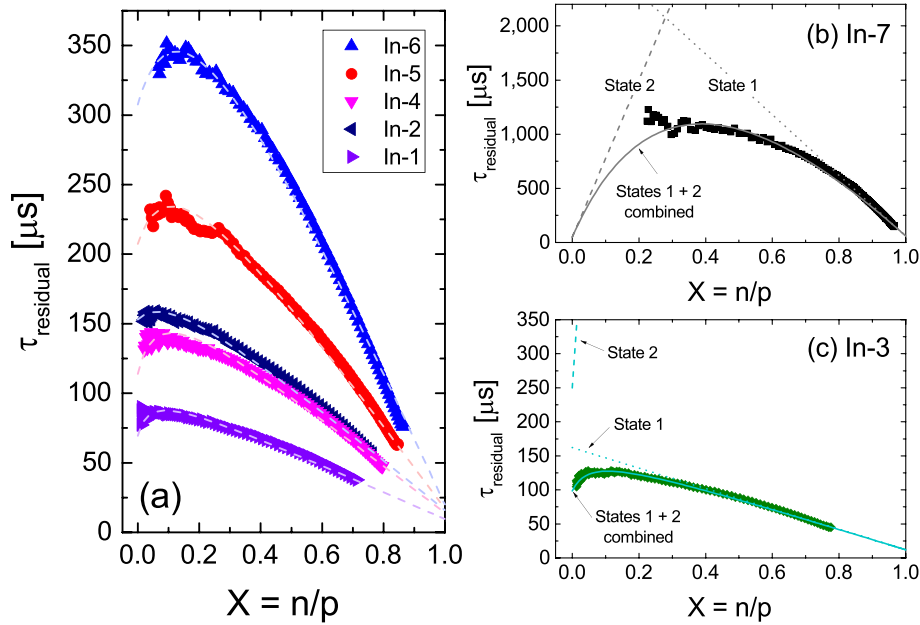 350
300
250
200
150
100
50
0
τresidual [µs]
In-6
In-5
In-4
In-2
In-1
(a)
0.0 0.2 0.4 0.6 0.8 1.0
X = n/p
2,000
1,500
1,000
500
0
τresidual [µs]
(b) In-7
State 2
State 1
States 1 + 2
combined
0.0 0.2 0.4 0.6 0.8 1.0
X = n/p
350
300
250
200
150
100
50
0
τresidual [µs]
(c) In-3
State 2
State 1
States 1 + 2
combined
0.0 0.2 0.4 0.6 0.8 1.0
X = n/p